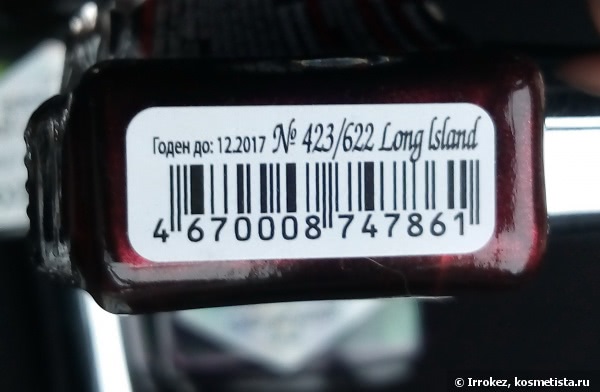 Годен до: 12.2017 № 423/622 Long Island
4 670008 747861
© Irrokez, kosmetista.ru